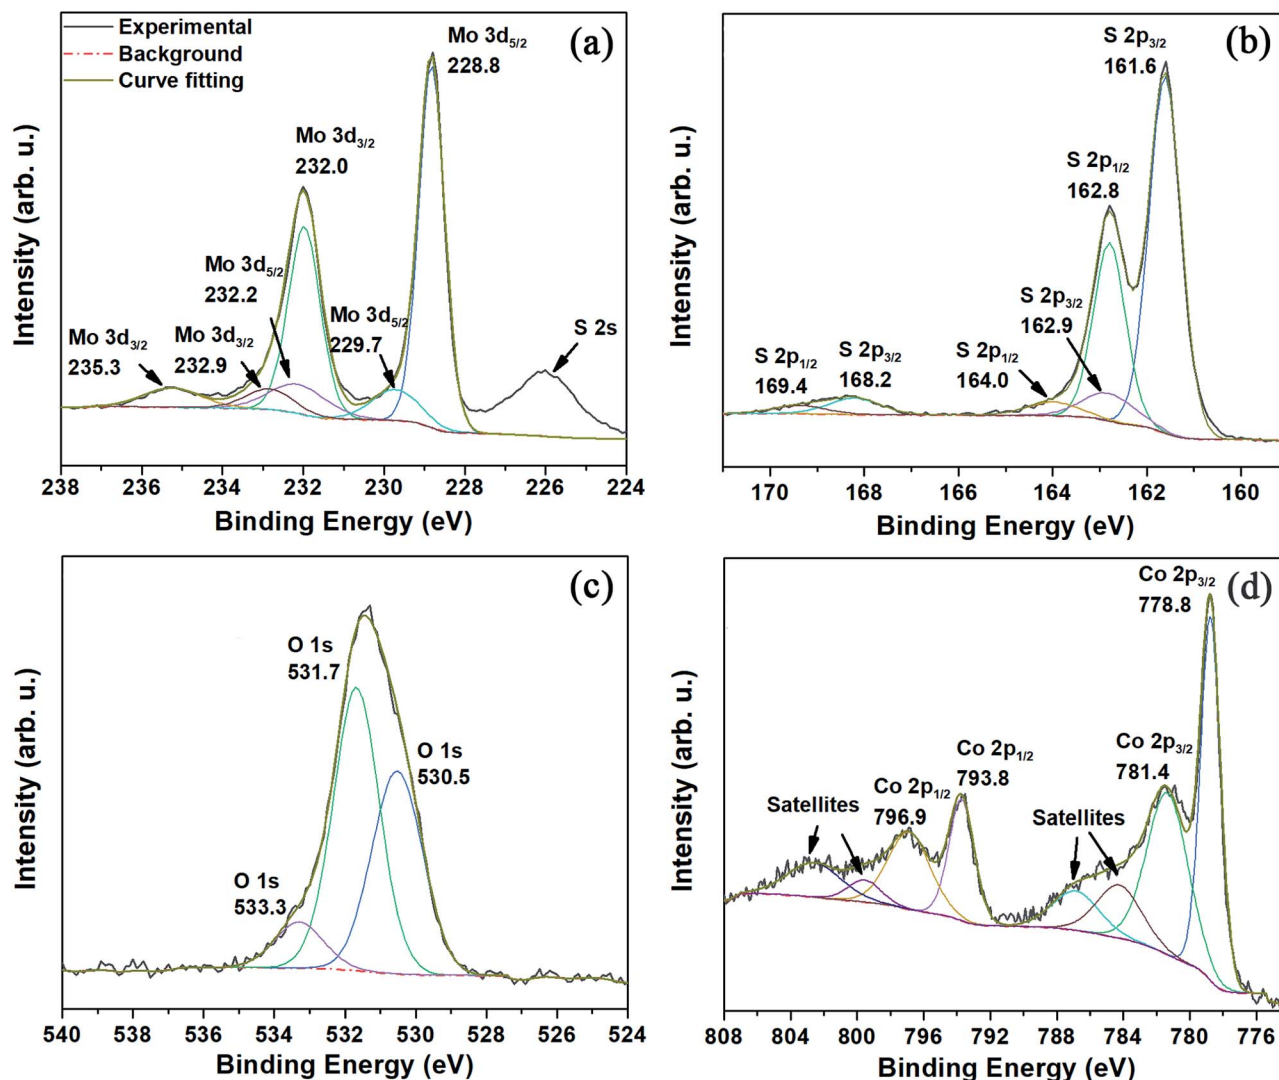 (a)
Experimental
Background
Curve fitting
Mo 3d5/2
228.8
Mo 3d3/2
232.0
Mo 3d5/2
232.2
Mo 3d5/2
229.7
Mo 3d3/2
235.3
Mo 3d3/2
232.9
S 2s
Intensity (arb. u.)
238 236 234 232 230 228 226 224
Binding Energy (eV)
(b)
S 2p3/2
161.6
S 2p1/2
162.8
S 2p3/2
162.9
S 2p1/2
164.0
S 2p3/2
168.2
S 2p1/2
169.4
Intensity (arb. u.)
170 168 166 164 162 160
Binding Energy (eV)
(c)
O 1s
531.7
O 1s
530.5
O 1s
533.3
Intensity (arb. u.)
540 538 536 534 532 530 528 526 524
Binding Energy (eV)
(d)
Co 2p3/2
778.8
Co 2p3/2
781.4
Co 2p1/2
793.8
Co 2p1/2
796.9
Satellites
Satellites
Intensity (arb. u.)
808 804 800 796 792 788 784 780 776
Binding Energy (eV)